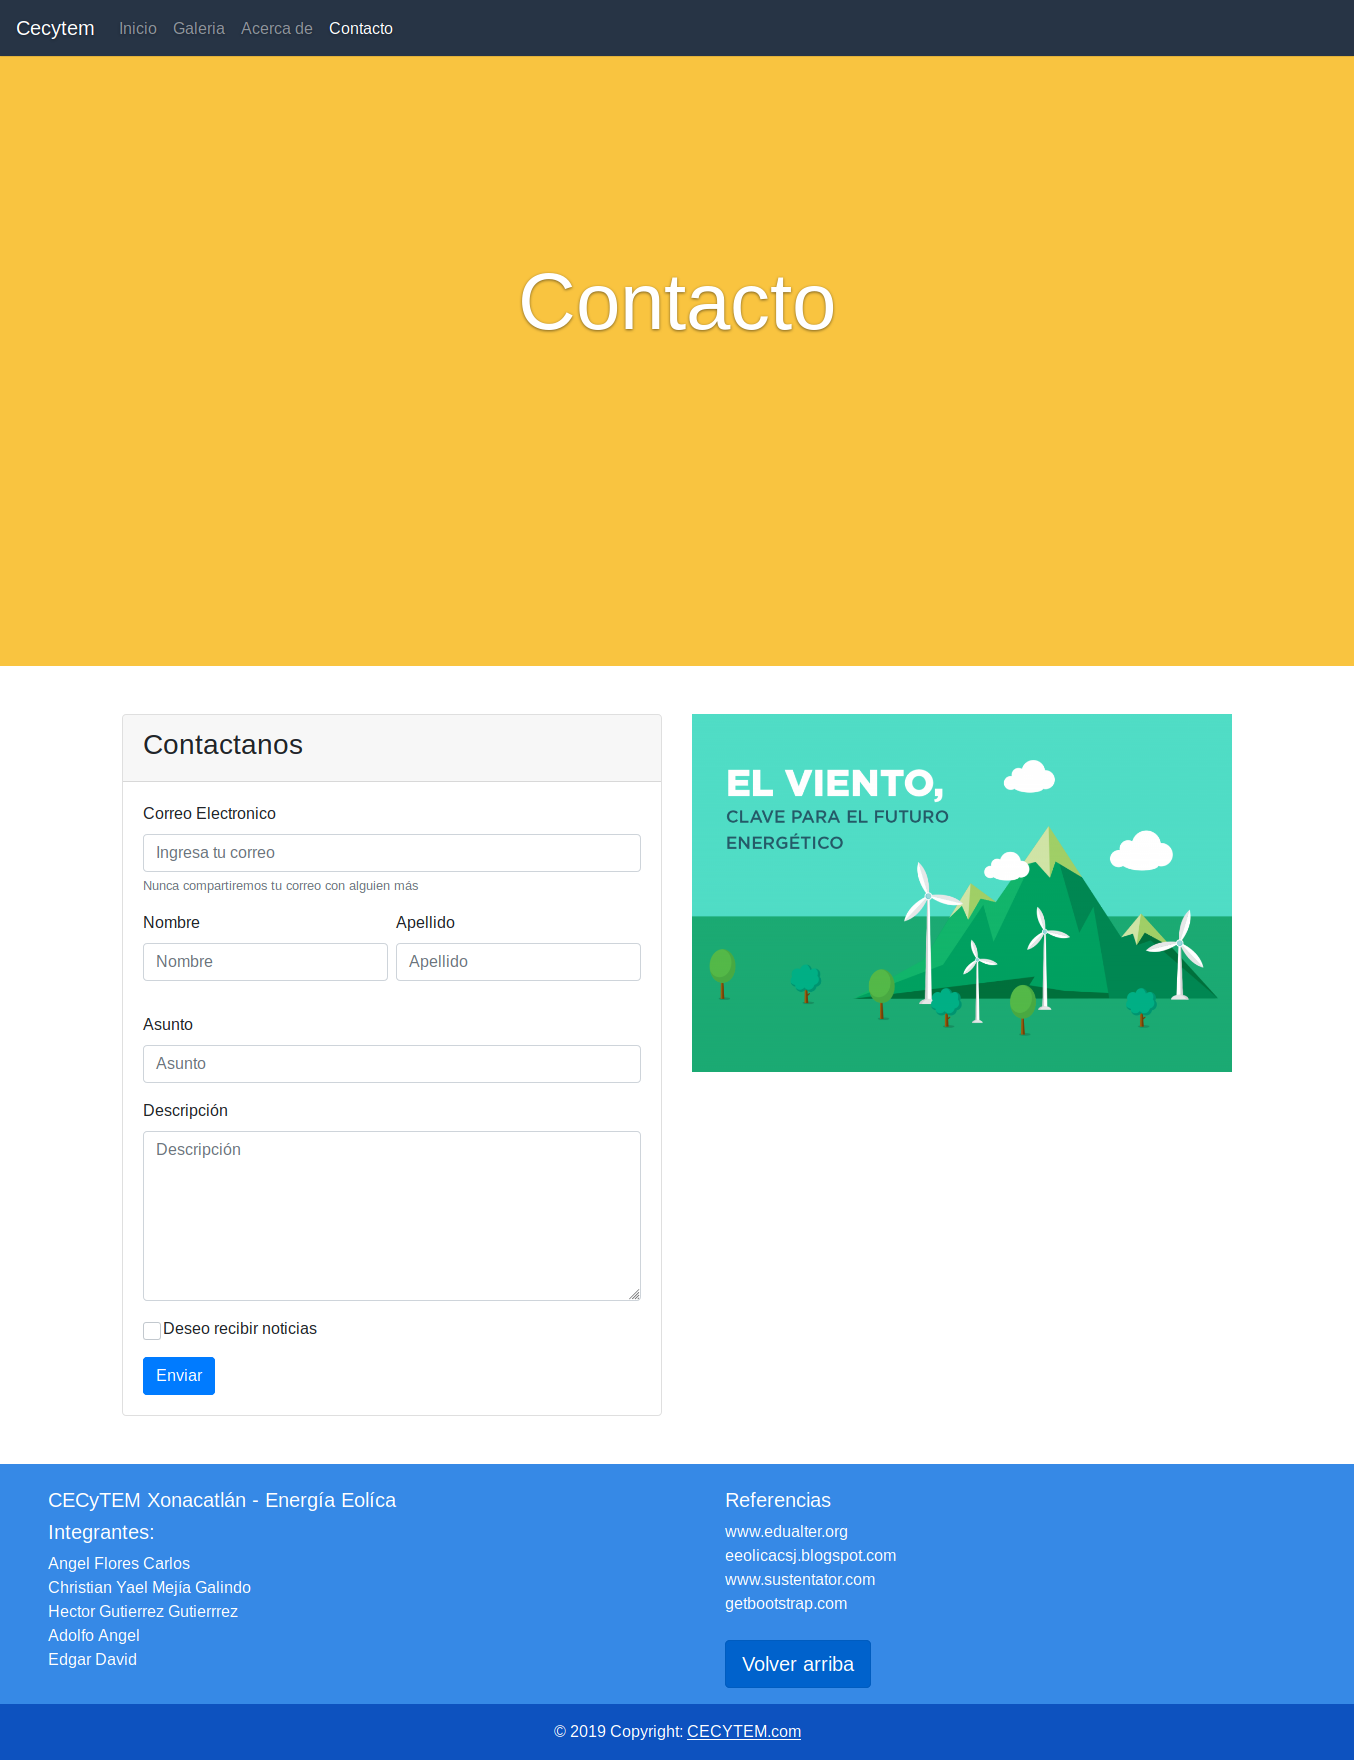 Cecytem Inicio Galeria Acerca de Contacto
Contacto
Contactanos
Correo Electronico
Ingresa tu correo
Nunca compartiremos tu correo con alguien más
Nombre Apellido
Nombre Apellido
Asunto
Asunto
Descripción
Descripción
Deseo recibir noticias
Enviar
EL VIENTO,
CLAVE PARA EL FUTURO
ENERGÉTICO
CECyTEM Xonacatlán - Energía Eolíca
Integrantes:
Angel Flores Carlos
Christian Yael Mejía Galindo
Hector Gutierrez Gutierrrez
Adolfo Angel
Edgar David
Referencias
www.edualter.org
eeolicacsj.blogspot.com
www.sustentator.com
getbootstrap.com
Volver arriba
© 2019 Copyright: CECYTEM.com